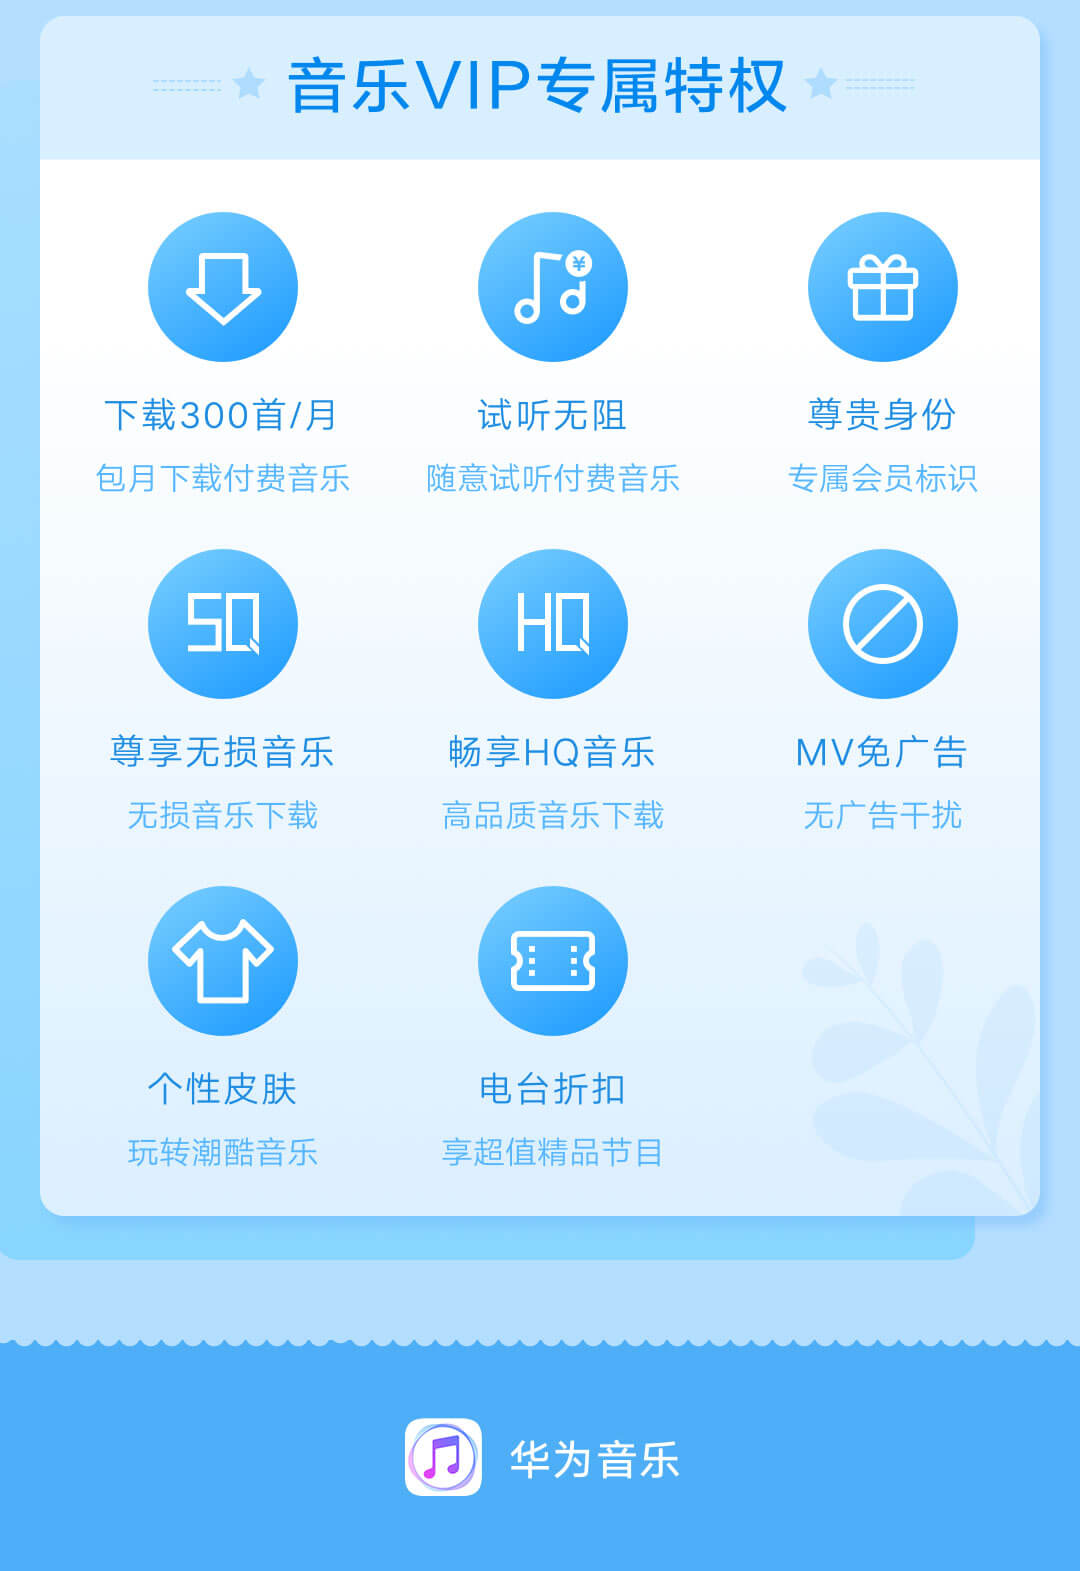 音乐VIP专属特权
¥
下载300首/月
试听无阻
尊贵身份
包月下载付费音乐
随意试听付费音乐
专属会员标识
SQ
HQ
尊享无损音乐
畅享HQ音乐
MV免广告
无损音乐下载
高品质音乐下载
无广告干扰
个性皮肤
电台折扣
玩转潮酷音乐
享超值精品节目
华为音乐